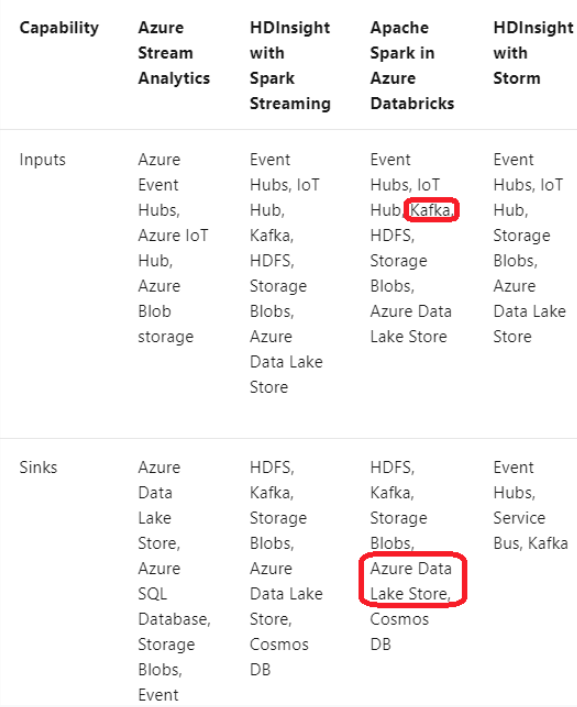 Capability
Azure
Stream
Analytics
HDInsight
with
Spark
Streaming
Apache
Spark in
Azure
Databricks
HDInsight
with
Storm
Inputs
Azure
Event
Hubs,
Azure IoT
Hub,
Azure
Blob
storage
Event
Hubs, IoT
Hub,
Kafka,
HDFS,
Storage
Blobs,
Azure
Data Lake
Store
Event
Hubs, IoT
Hub, Kafka,
HDFS,
Storage
Blobs,
Azure Data
Lake Store
Event
Hubs, IoT
Hub,
Storage
Blobs,
Azure
Data Lake
Store
Sinks
Azure
Data
Lake
Store,
Azure
SQL
Database,
Storage
Blobs,
Event
HDFS,
Kafka,
Storage
Blobs,
Azure
Data Lake
Store,
Cosmos
DB
HDFS,
Kafka,
Storage
Blobs,
Azure Data
Lake Store,
Cosmos
DB
Event
Hubs,
Service
Bus, Kafka